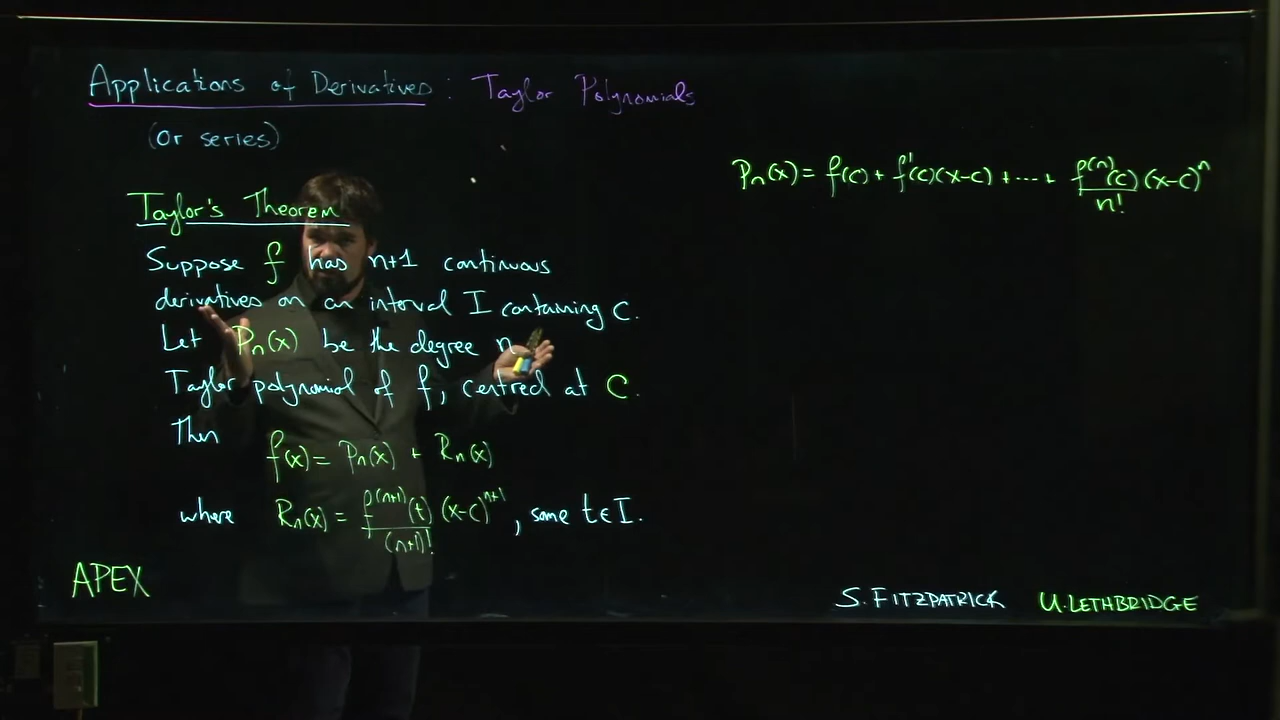 Applications of Derivatives: Taylor Polynomials
(Or series)
Pn(x) = f(c) + f'(c)(x-c) + ... + f^(n)(c)/n! (x-c)^n
Taylor's Theorem
Suppose f has n+1 continuous
derivatives on an interval I containing c.
Let Pn(x) be the degree n
Taylor polynomial of f, centred at c.
Then
f(x) = Pn(x) + Rn(x)
where Rn(x) = f^(n+1)(t)/(n+1)! (x-c)^n+1, some t∈I.
APEX
S. FITZPATRICK U. LETHBRIDGE